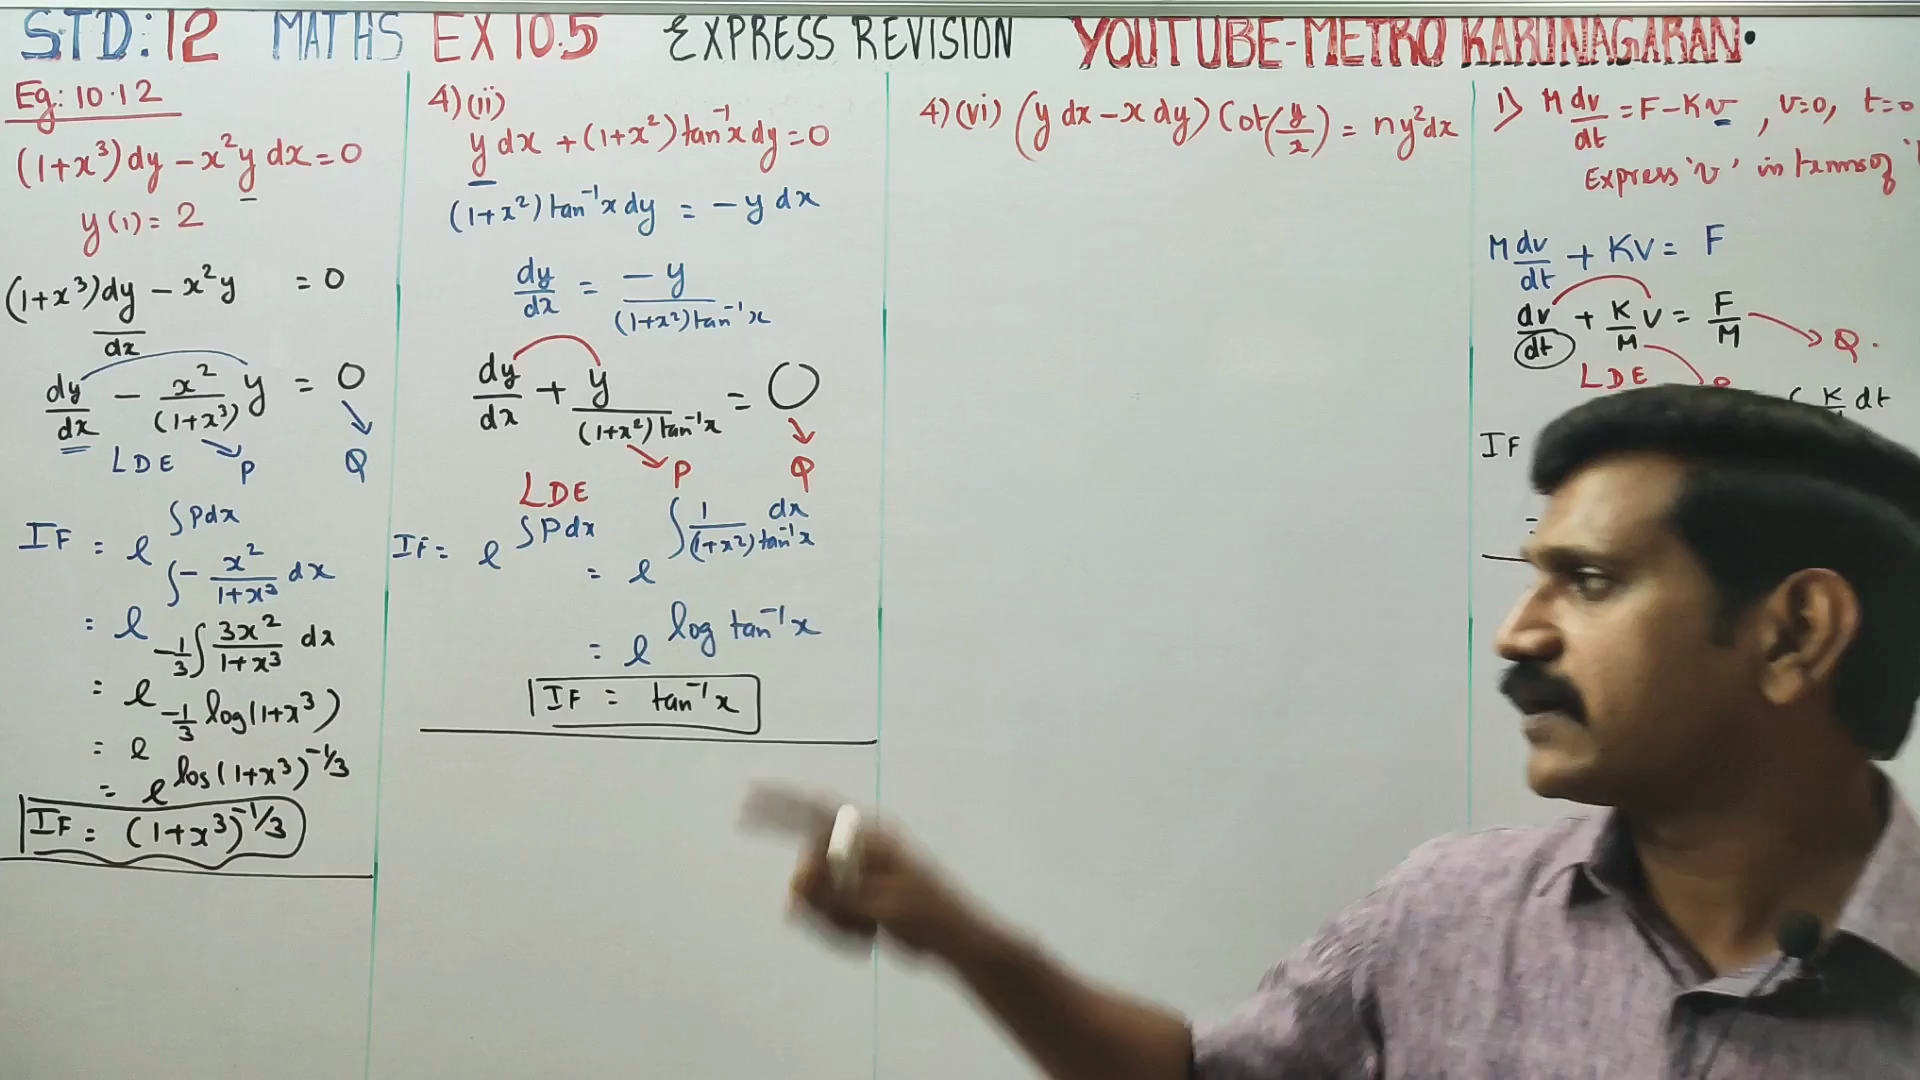 STD: 12 MATHS EX 10.5 EXPRESS REVISION YOUTUBE-METRO KARUNAGARAN.
Eg: 10.12
(1+x³)dy − x²y dx = 0
y(1) = 2
(1+x³)dy/dx − x²y = 0
dy/dx − x²/(1+x³) y = 0
LDE P Q
IF = e^∫Pdx
= e^∫−x²/(1+x³) dx
= e^−1/3∫3x²/(1+x³) dx
= e^−1/3 log(1+x³)
= e^log(1+x³)^−1/3
IF = (1+x³)^−1/3
4)(ii)
y dx + (1+x²)tan⁻¹x dy = 0
(1+x²)tan⁻¹x dy = −y dx
dy/dx = −y/(1+x²)tan⁻¹x
dy/dx + y/(1+x²)tan⁻¹x = 0
LDE P Q
IF = e^∫Pdx = e^∫1/(1+x²)tan⁻¹x dx
= e^log tan⁻¹x
IF = tan⁻¹x
4)(vi) (y dx − x dy) Cot(y/x) = ny²dx
1) M dv/dt = F − Kv, v=0, t=0
Express 'v' in terms of
M dv/dt + KV = F
dv/dt + K/M V = F/M Q.
LDE
K dt
IF
=